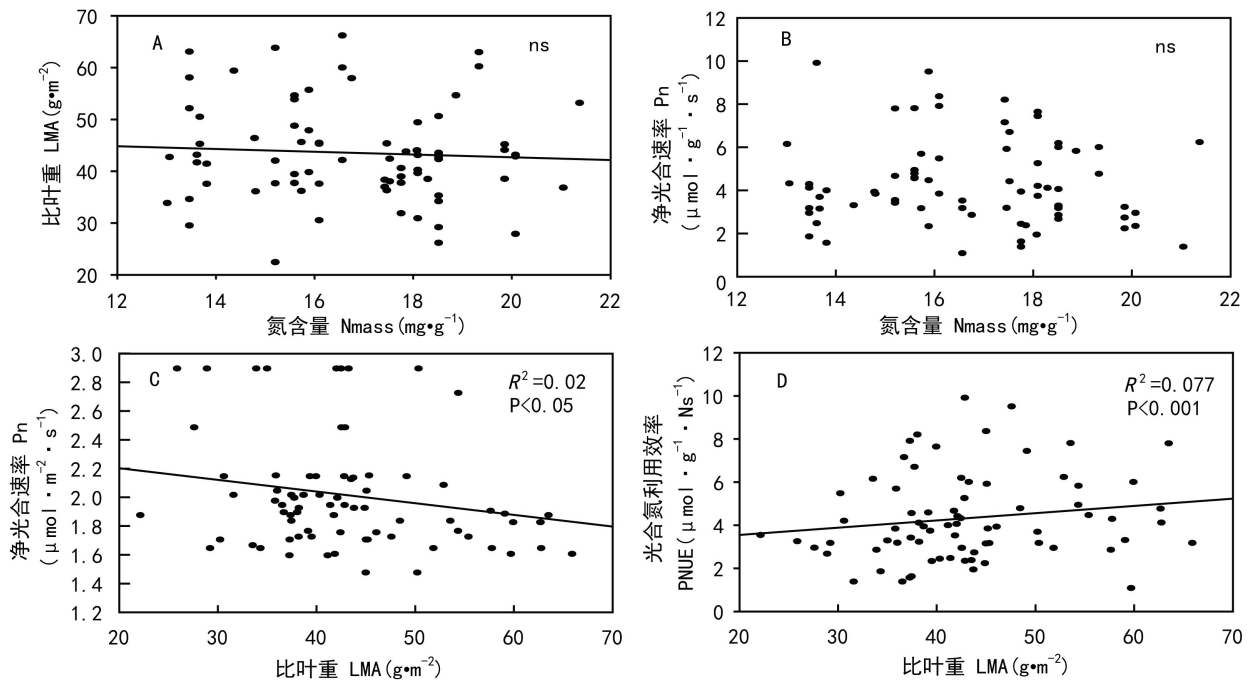 A
ns
70
60
50
40
30
20
12 14 16 18 20 22
比叶重 LMA(g•m⁻²)
氮含量 Nmass(mg•g⁻¹)
B
ns
12
10
8
6
4
2
0
12 14 16 18 20 22
净光合速率 Pn
(μmol·g⁻¹·s⁻¹)
氮含量 Nmass(mg•g⁻¹)
C
R²=0.02
P<0.05
3.0
2.8
2.6
2.4
2.2
2.0
1.8
1.6
1.4
1.2
20 30 40 50 60 70
净光合速率 Pn
(μmol·m⁻²·s⁻¹)
比叶重 LMA(g•m⁻²)
D
R²=0.077
P<0.001
12
10
8
6
4
2
0
20 30 40 50 60 70
光合氮利用效率
PNUE(μmol·g⁻¹·Ns⁻¹)
比叶重 LMA(g•m⁻²)